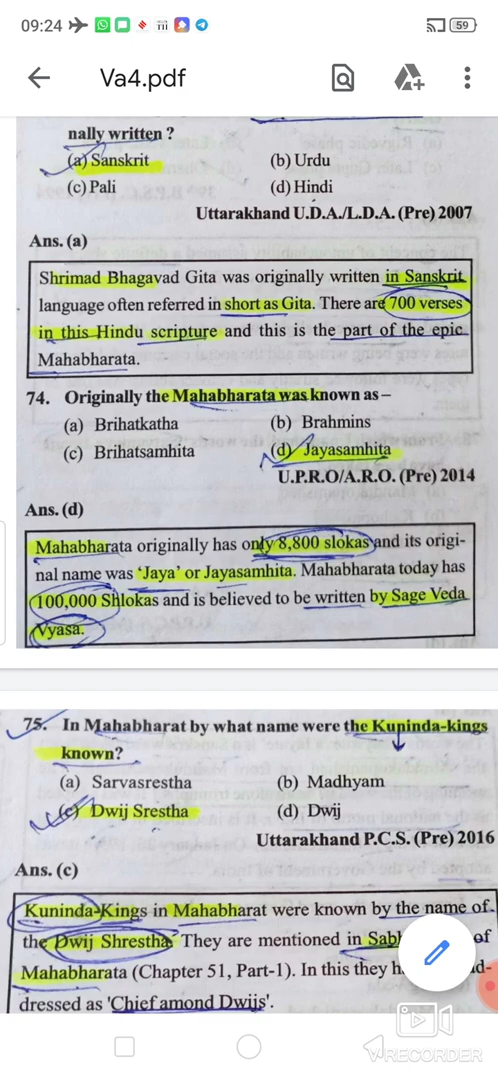 09:24
59
Va4.pdf
nally written ?
(a) Sanskrit (b) Urdu
(c) Pali (d) Hindi
Uttarakhand U.D.A./L.D.A. (Pre) 2007
Ans. (a)
Shrimad Bhagavad Gita was originally written in Sanskrit
language often referred in short as Gita. There are 700 verses
in this Hindu scripture and this is the part of the epic
Mahabharata.
74. Originally the Mahabharata was known as –
(a) Brihatkatha (b) Brahmins
(c) Brihatsamhita (d) Jayasamhita
U.P.R.O/A.R.O. (Pre) 2014
Ans. (d)
Mahabharata originally has only 8,800 slokas and its origi-
nal name was 'Jaya' or Jayasamhita. Mahabharata today has
100,000 Shlokas and is believed to be written by Sage Veda
Vyasa.
75. In Mahabharat by what name were the Kuninda-kings
known?
(a) Sarvasrestha (b) Madhyam
(c) Dwij Srestha (d) Dwij
Uttarakhand P.C.S. (Pre) 2016
Ans. (c)
Kuninda-Kings in Mahabharat were known by the name of
the Dwij Shrestha. They are mentioned in of
Mahabharata (Chapter 51, Part-1). In this they
dressed as 'Chief amond Dwijs'.
VRECORDER